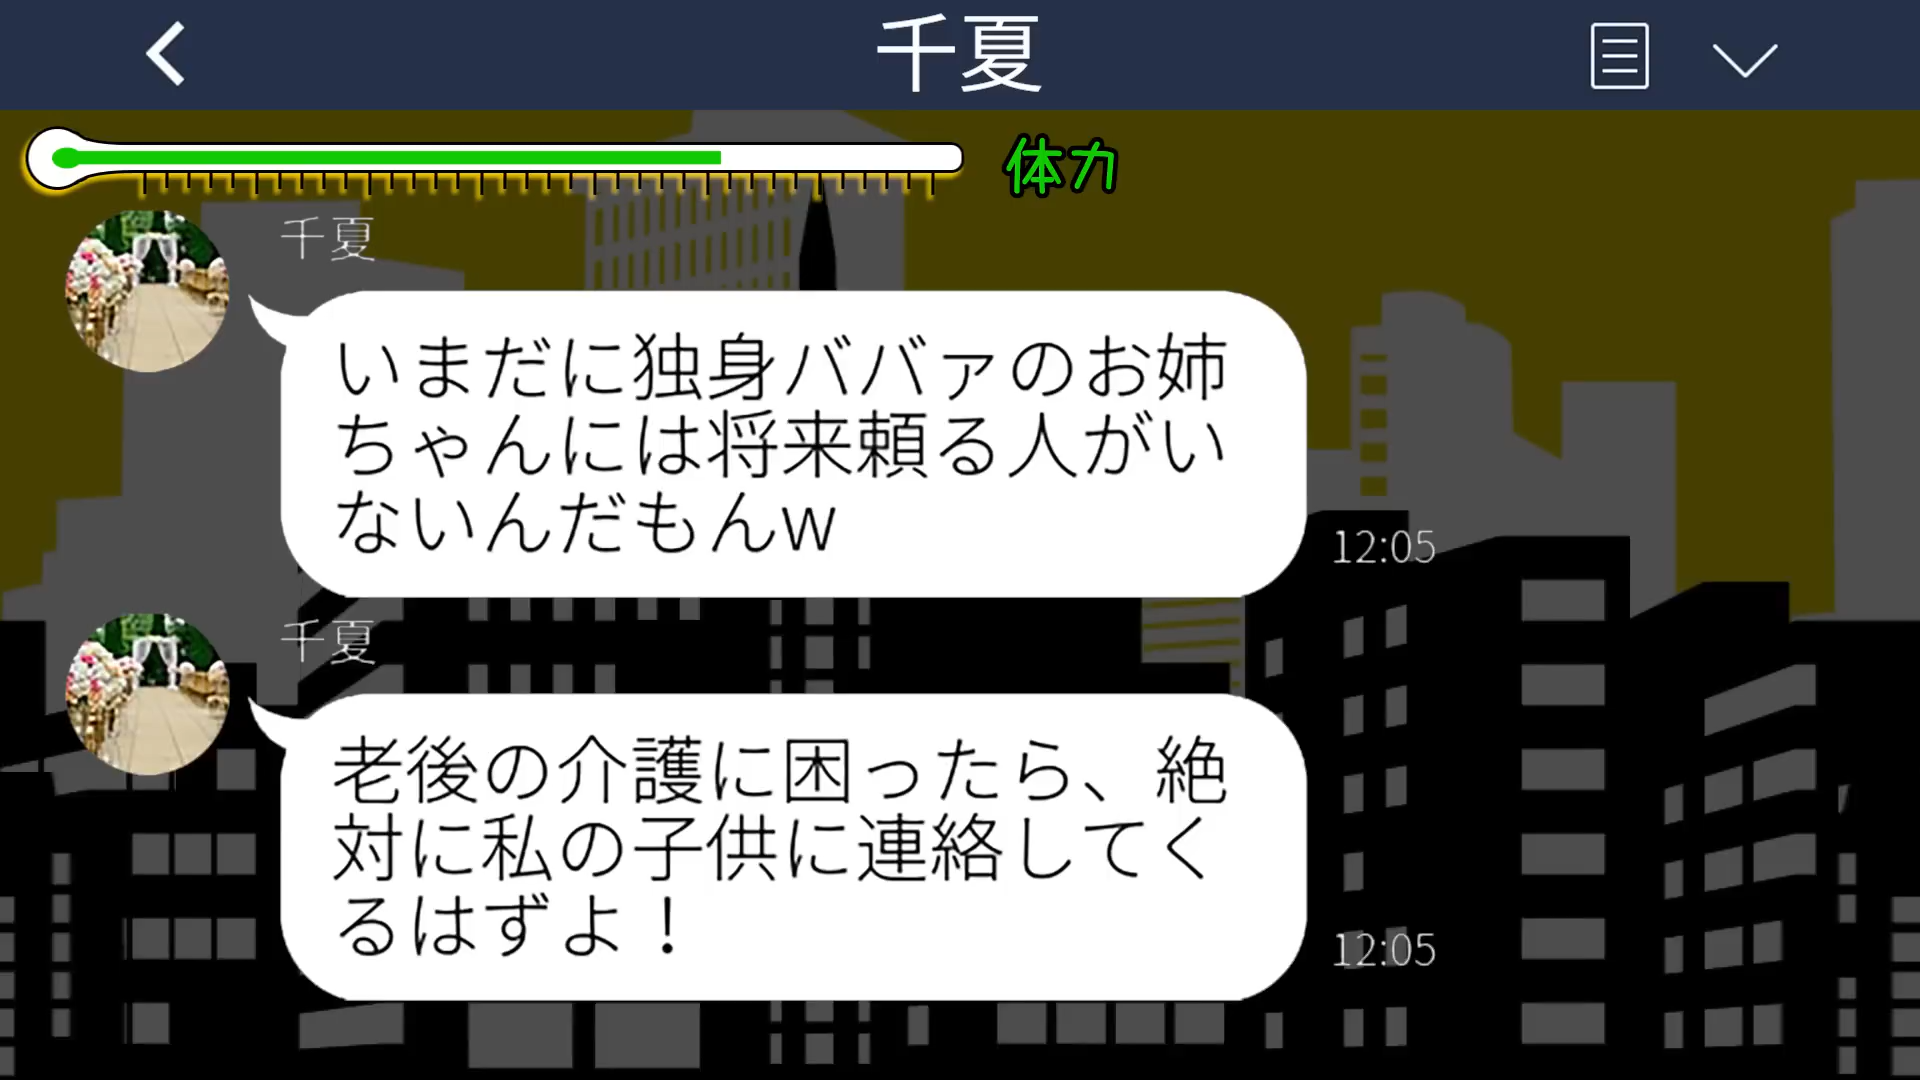 千夏
体力
千夏
いまだに独身ババァのお姉
ちゃんには将来頼る人がい
ないんだもんw
12:05
千夏
老後の介護に困ったら、絶
対に私の子供に連絡してく
るはずよ！
12:05